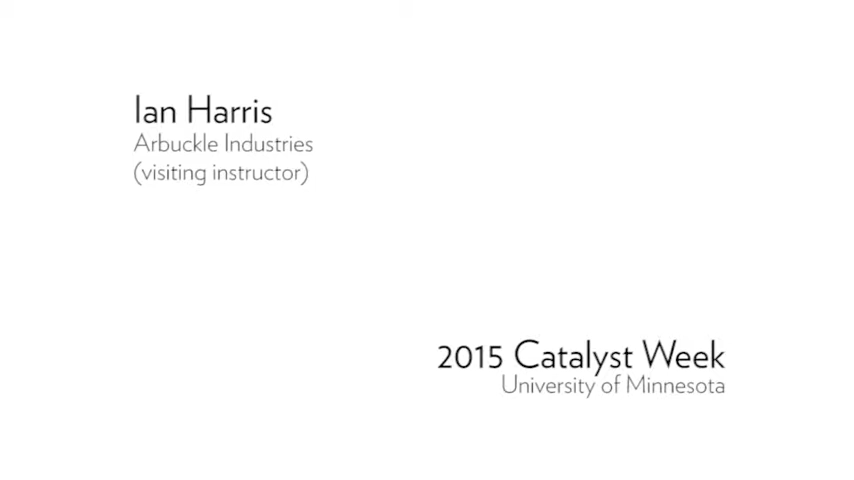 Ian Harris
Arbuckle Industries
(visiting instructor)
2015 Catalyst Week
University of Minnesota